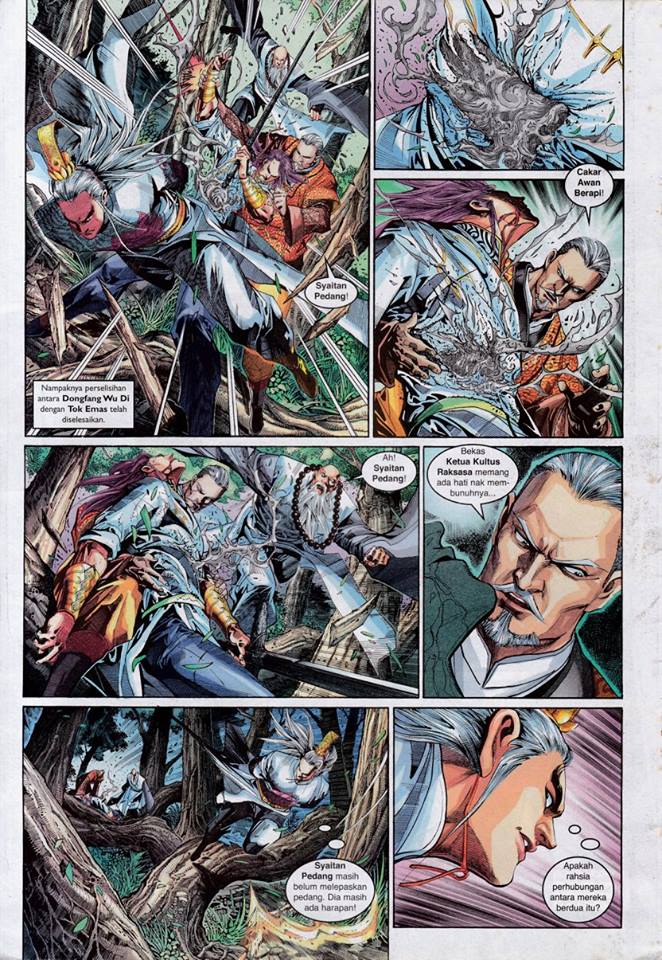 Syaitan
Pedang!
Nampaknya perselisihan
antara Dongfang Wu Di
dengan Tok Emas telah
diselesaikan.
Cakar
Awan
Berapi!
Ah!
Syaitan
Pedang!
Bekas
Ketua Kultus
Raksasa memang
ada hati nak mem-
bunuhnya...
Syaitan
Pedang masih
belum melepaskan
pedang. Dia masih
ada harapan!
Apakah
rahsia
perhubungan
antara mereka
berdua itu?